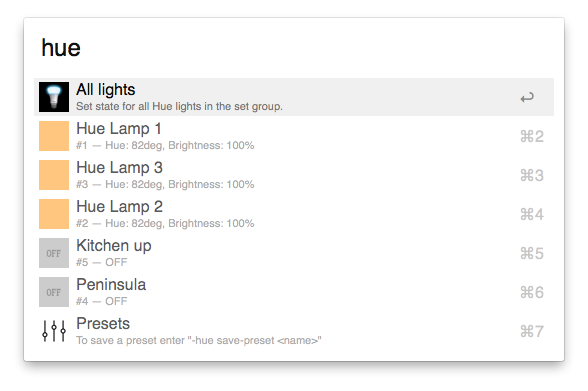 hue
All lights
Set state for all Hue lights in the set group.
Hue Lamp 1
#1 — Hue: 82deg, Brightness: 100%
⌘2
Hue Lamp 3
#3 — Hue: 82deg, Brightness: 100%
⌘3
Hue Lamp 2
#2 — Hue: 82deg, Brightness: 100%
⌘4
OFF
Kitchen up
#5 — OFF
⌘5
OFF
Peninsula
#4 — OFF
⌘6
Presets
To save a preset enter "-hue save-preset <name>"
⌘7